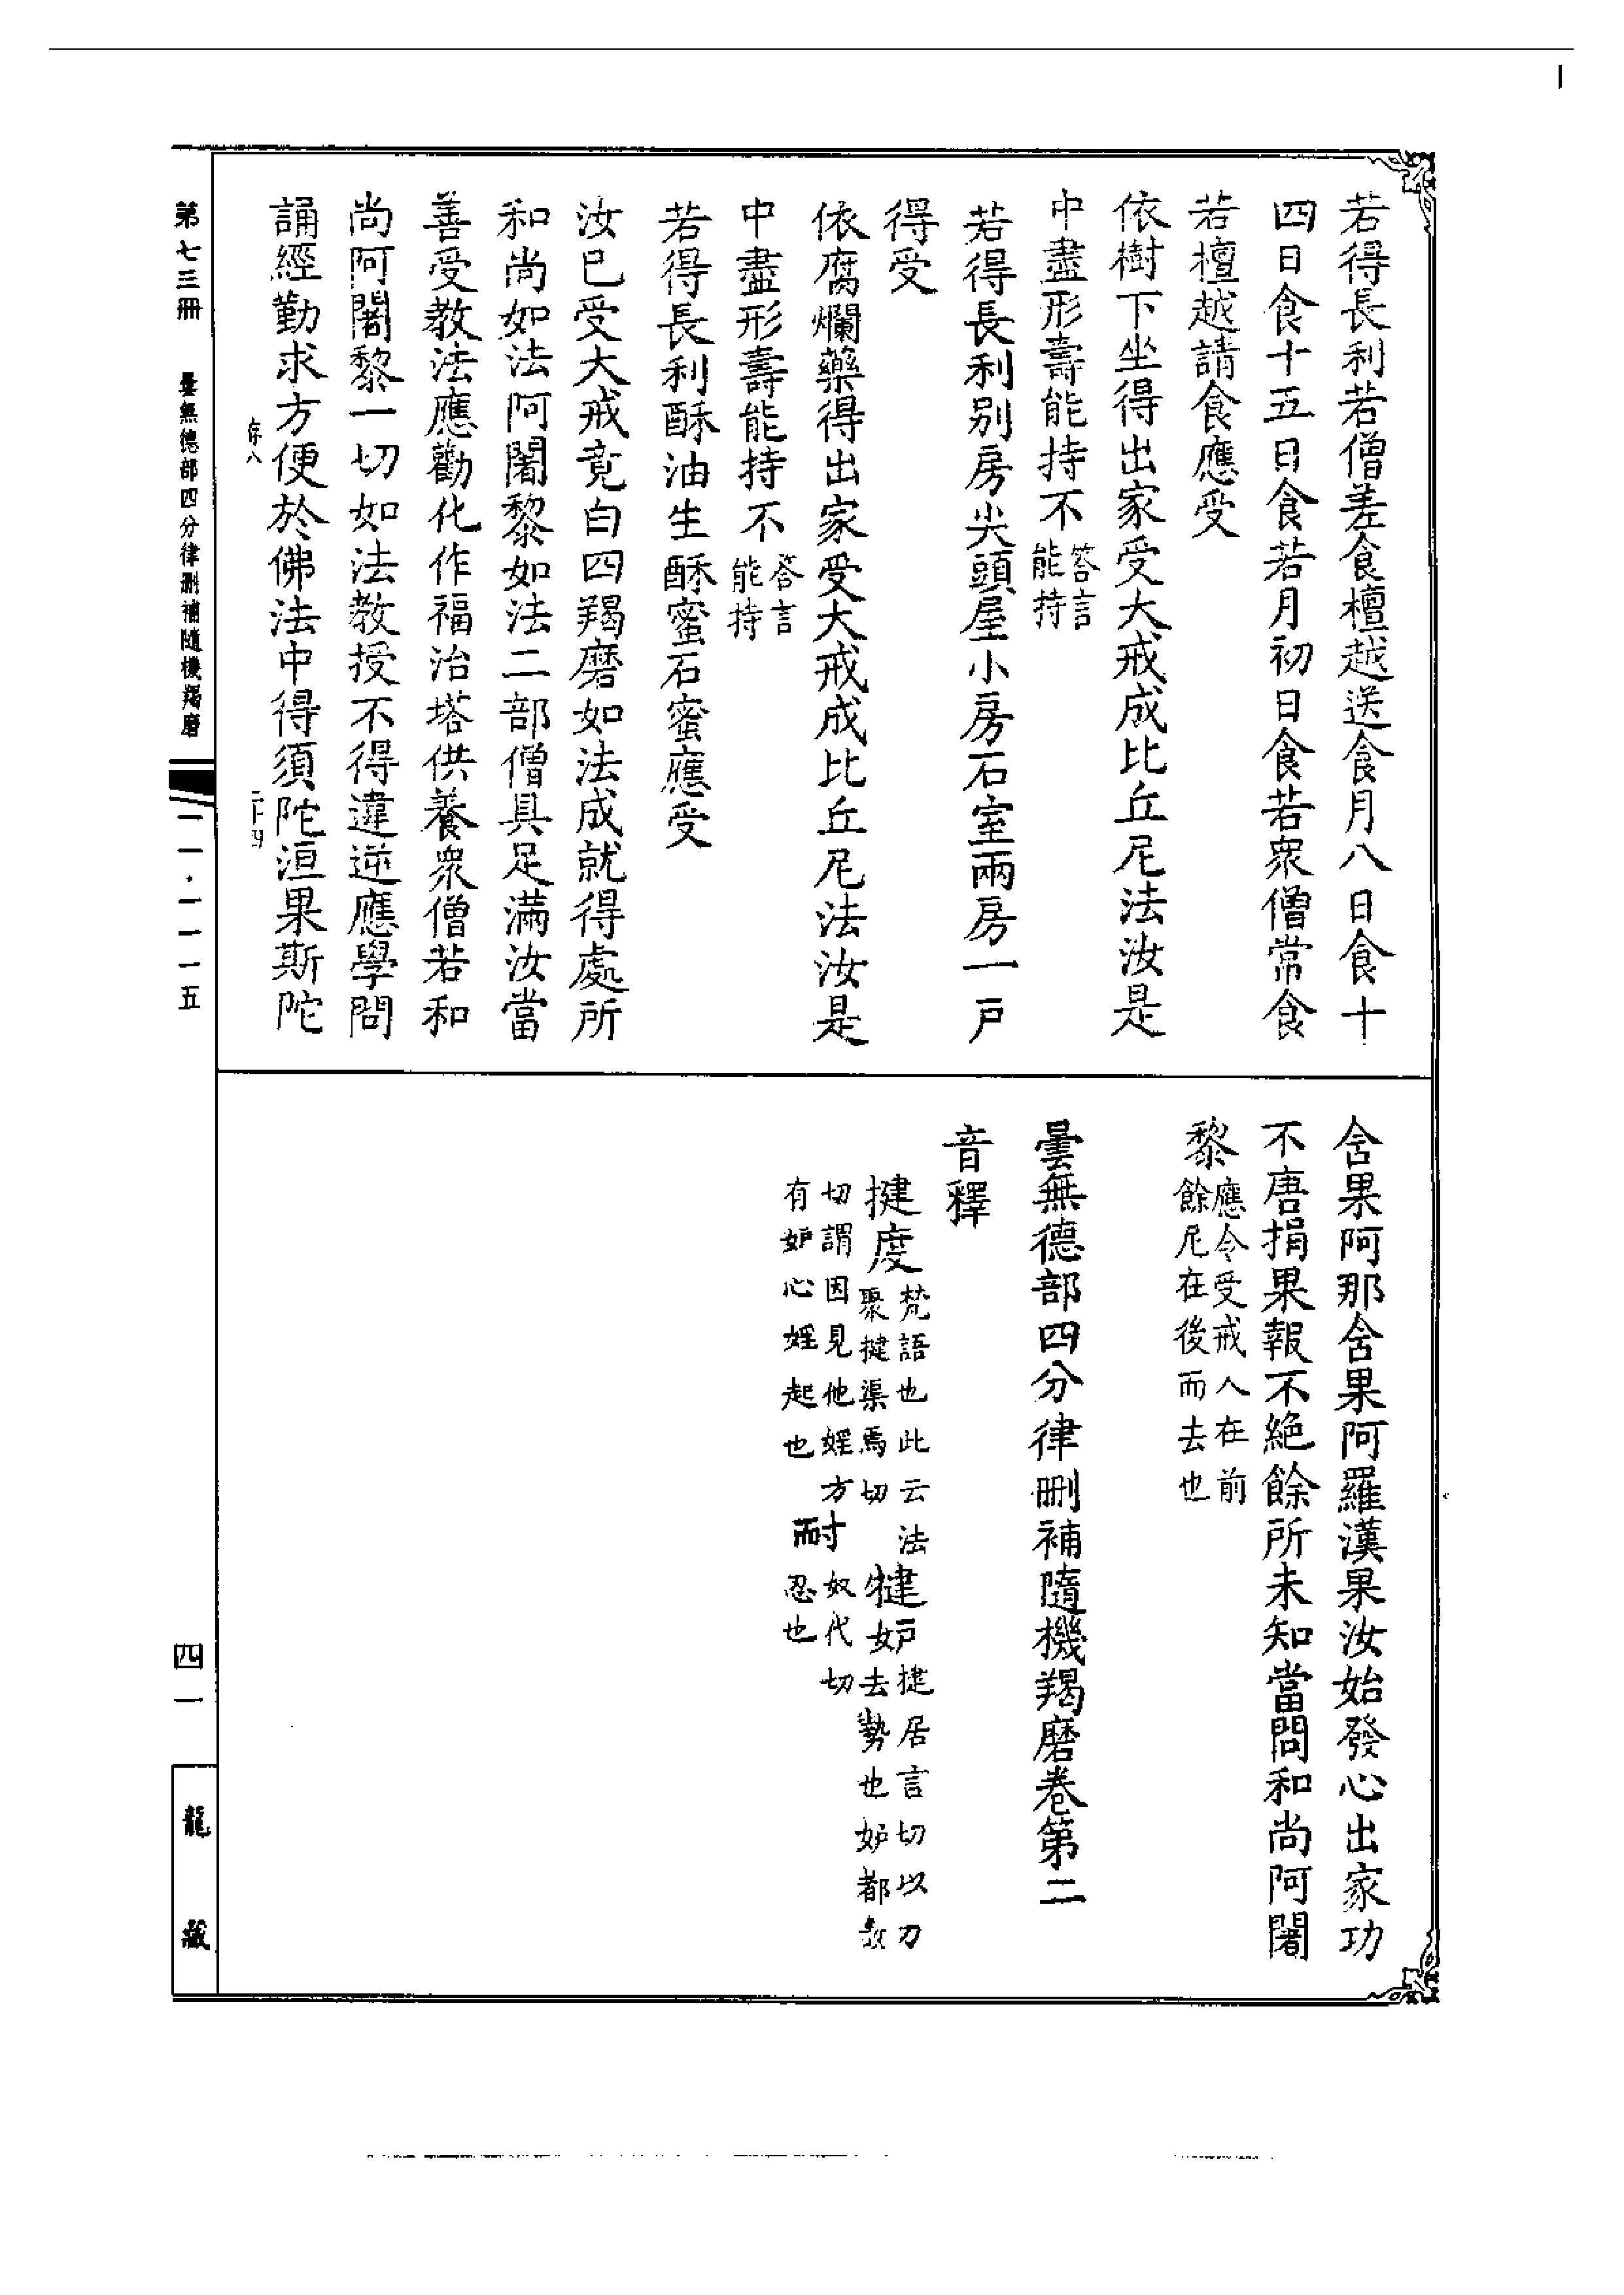 若得長利若僧差食檀越送食月八日食十
四日食十五日食若月初日食若眾僧常食
若檀越請食應受
依樹下坐得出家受大戒成比丘尼法汝是
中盡形壽能持不答言能持
若得長利別房尖頭屋小房石室兩房一戶
得受
依腐爛藥得出家受大戒成比丘尼法汝是
中盡形壽能持不答言能持
若得長利酥油生酥蜜石蜜應受
汝已受大戒竟白四羯磨如法成就得處所
和尚如法阿闍黎如法二部僧具足滿汝當
善受教法應勸化作福治塔供養眾僧若和
尚阿闍黎一切如法教授不得違逆應學問
誦經勤求方便於佛法中得須陀洹果斯陀
存八
二十四
舍果阿那舍果阿羅漢果汝始發心出家功
不唐捐果報不絕餘所未知當問和尚阿闍
黎應令受戒人在前餘尼在後而去也
曇無德部四分律刪補隨機羯磨卷第二
音釋
揵度梵語也此云法聚揵渠焉切 犍妒犍居言切以刀去勢也妒都故
切謂因見他婬方有妒心婬起也 耐奴代切忍也
第七三冊
曇無德部四分律刪補隨機羯磨
一一·一一一五
四一
龍藏